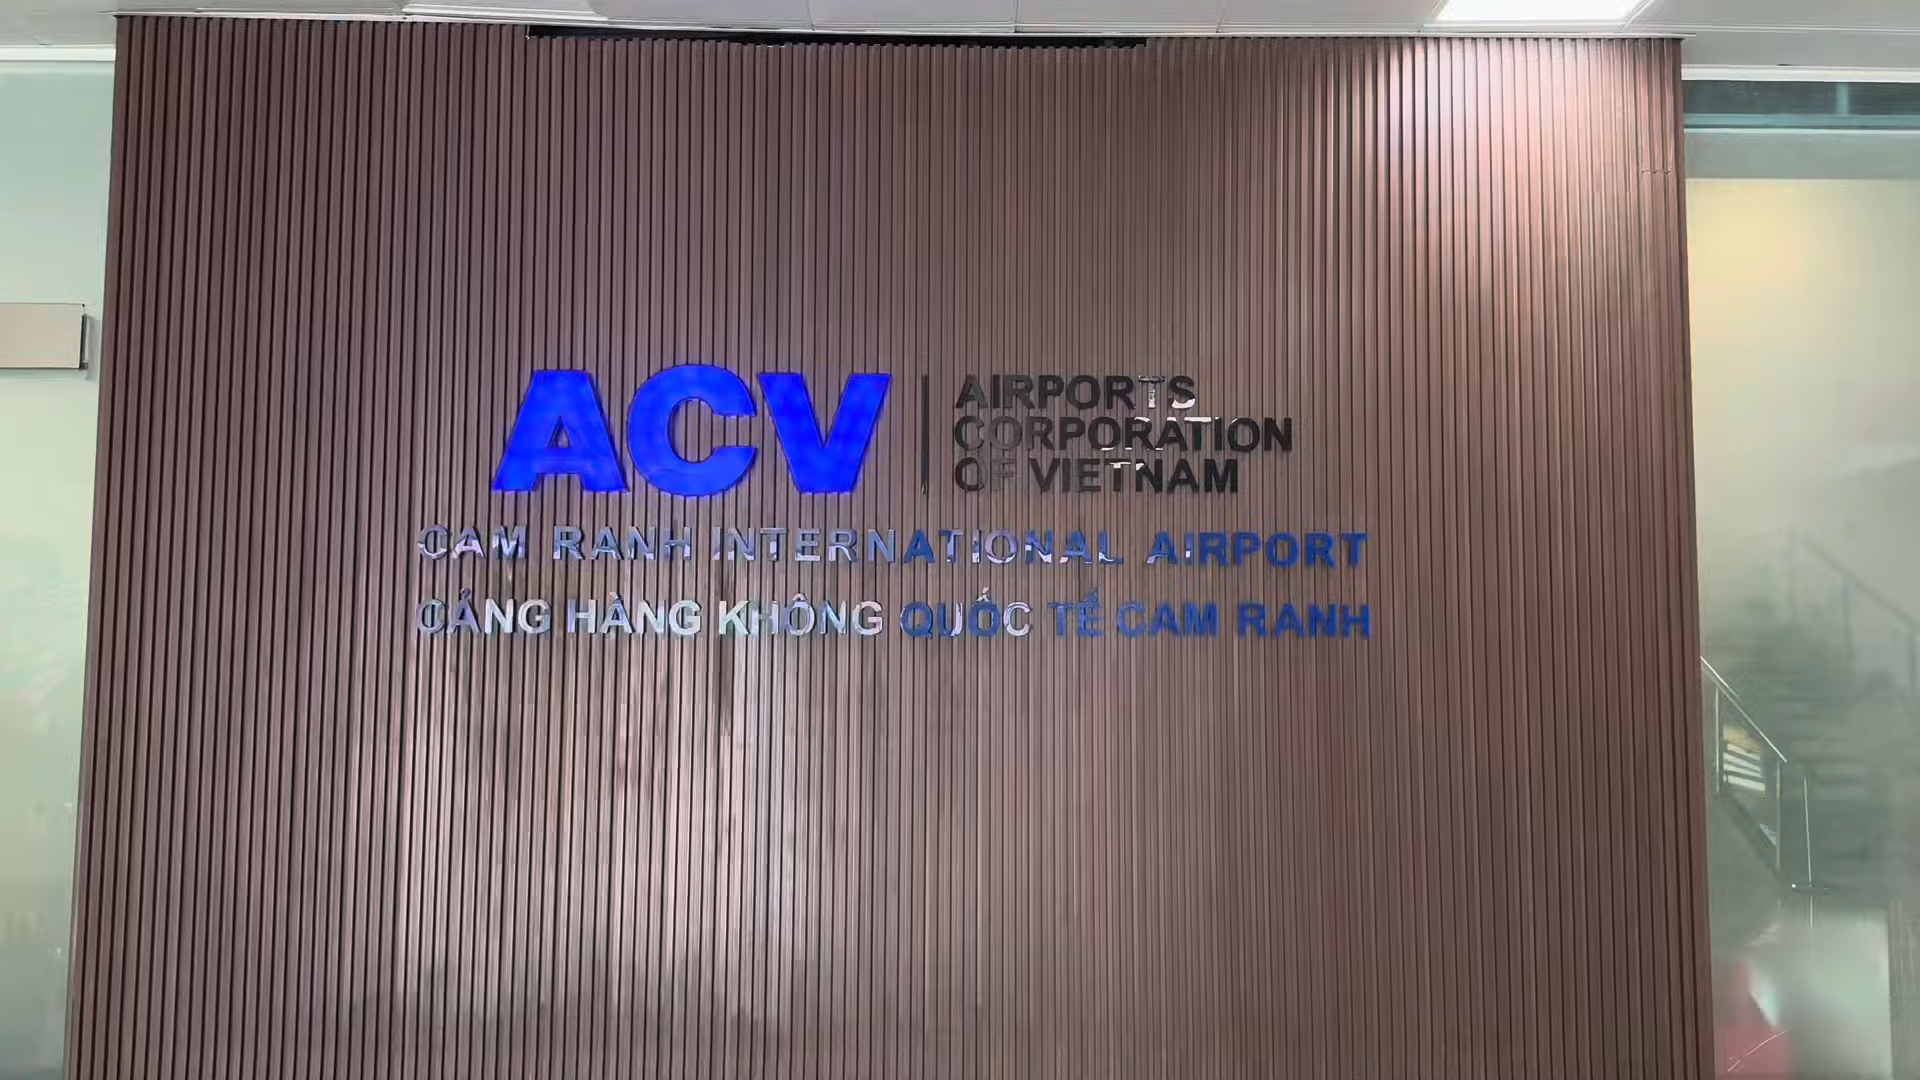 ACV
AIRPORTS
CORPORATION
OF VIETNAM
CAM RANH INTERNATIONAL AIRPORT
CẢNG HÀNG KHÔNG QUỐC TẾ CAM RANH